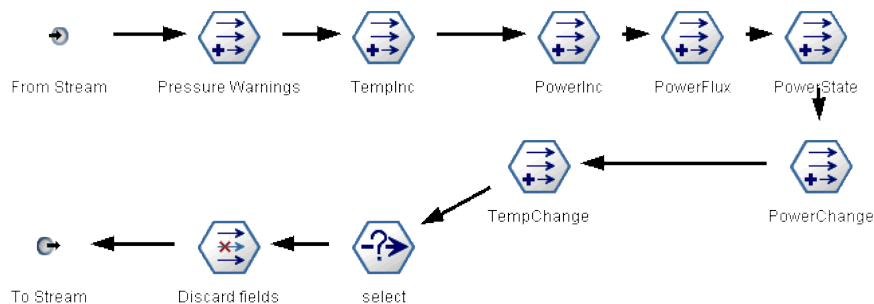 From Stream
Pressure Warnings
TempInc
PowerInc
PowerFlux
PowerState
TempChange
PowerChange
To Stream
Discard fields
select